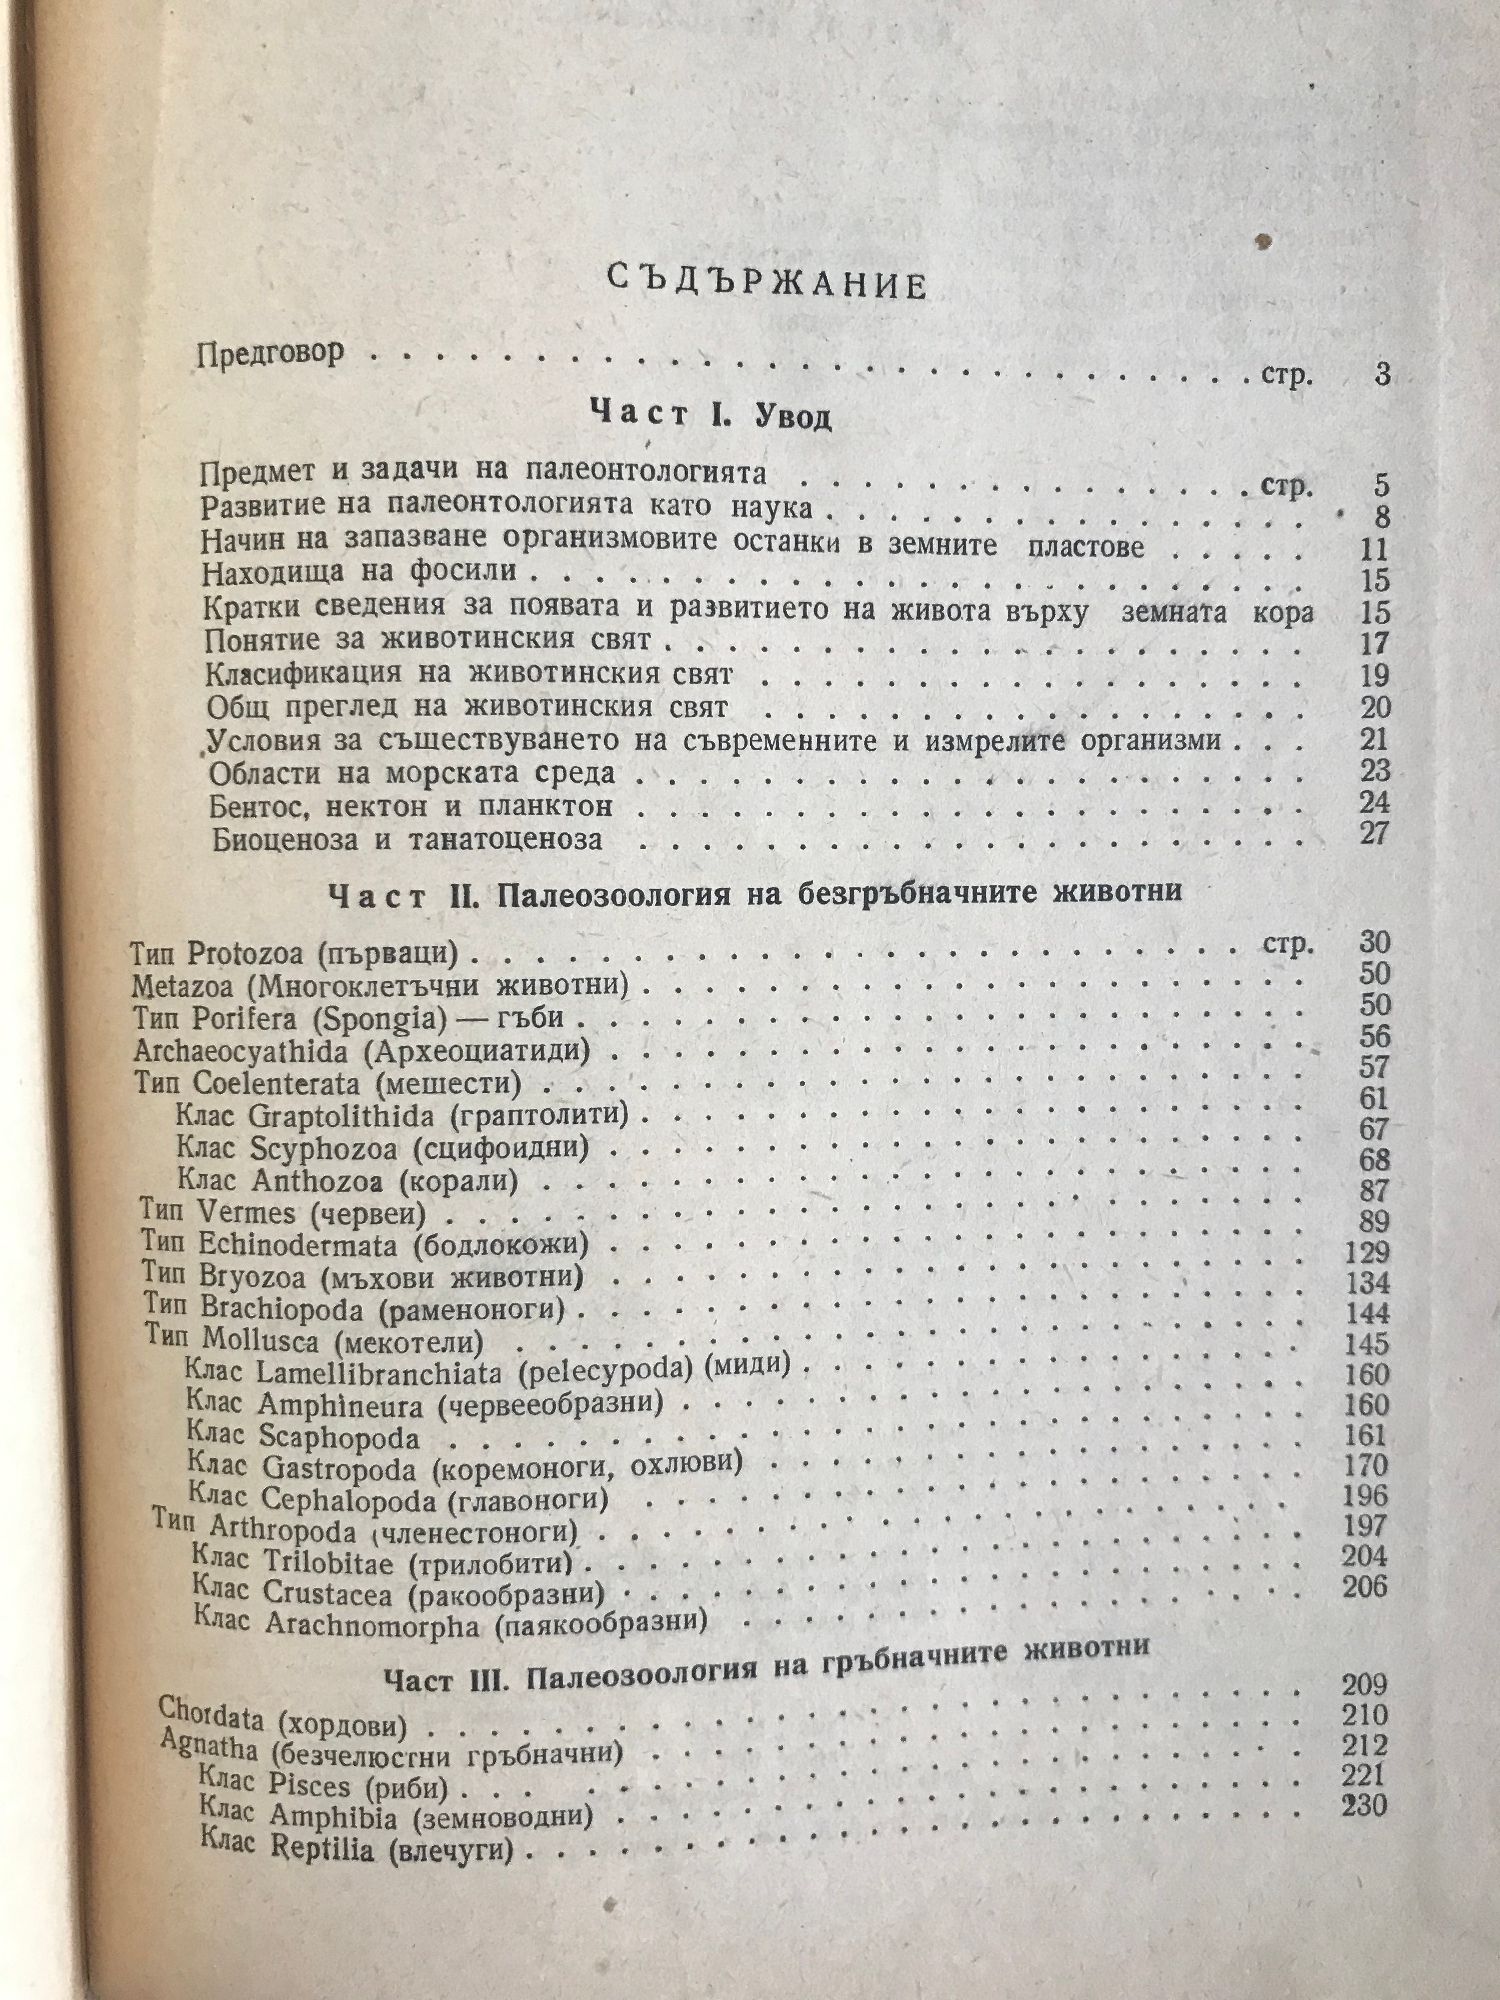 СЪДЪРЖАНИЕ
Предговор . . . . . . . . . . . . . . . . . . . . . . . . . . . стр. 3
Част I. Увод
Предмет и задачи на палеонтологията . . . . . . . . . . . . . . стр. 5
Развитие на палеонтологията като наука . . . . . . . . . . . . . . . 8
Начин на запазване организмовите останки в земните пластове . . . . . 11
Находища на фосили . . . . . . . . . . . . . . . . . . . . . . . . 15
Кратки сведения за появата и развитието на живота върху земната кора 15
Понятие за животинския свят . . . . . . . . . . . . . . . . . . . . 17
Класификация на животинския свят . . . . . . . . . . . . . . . . . 19
Общ преглед на животинския свят . . . . . . . . . . . . . . . . . 20
Условия за съществуването на съвременните и измрелите организми . . . 21
Области на морската среда . . . . . . . . . . . . . . . . . . . . . 23
Бентос, нектон и планктон . . . . . . . . . . . . . . . . . . . . . 24
Биоценоза и танатоценоза . . . . . . . . . . . . . . . . . . . . . 27
Част II. Палеозоология на безгръбначните животни
Тип Protozoa (първаци) . . . . . . . . . . . . . . . . . . . . . . . . стр. 30
Metazoa (Многоклетъчни животни) . . . . . . . . . . . . . . . . . . . . . 50
Тип Porifera (Spongia) — гъби . . . . . . . . . . . . . . . . . . . . . . . 50
Archaeocyathida (Археоциатиди) . . . . . . . . . . . . . . . . . . . . . . 56
Тип Coelenterata (мешести) . . . . . . . . . . . . . . . . . . . . . . . . 57
Клас Graptolithida (граптолити) . . . . . . . . . . . . . . . . . . . . . 61
Клас Scyphozoa (сцифоидни) . . . . . . . . . . . . . . . . . . . . . . 67
Клас Anthozoa (корали) . . . . . . . . . . . . . . . . . . . . . . . . 68
Тип Vermes (червеи) . . . . . . . . . . . . . . . . . . . . . . . . . . . 87
Тип Echinodermata (бодлокожи) . . . . . . . . . . . . . . . . . . . . . . 89
Тип Bryozoa (мъхови животни) . . . . . . . . . . . . . . . . . . . . . . 129
Тип Brachiopoda (раменоноги) . . . . . . . . . . . . . . . . . . . . . . . 134
Тип Mollusca (мекотели) . . . . . . . . . . . . . . . . . . . . . . . . . 144
Клас Lamellibranchiata (pelecypoda) (миди) . . . . . . . . . . . . . . . . 145
Клас Amphineura (червееобразни) . . . . . . . . . . . . . . . . . . . . 160
Клас Scaphopoda . . . . . . . . . . . . . . . . . . . . . . . . . . . 160
Клас Gastropoda (коремоноги, охлюви) . . . . . . . . . . . . . . . . . 161
Клас Cephalopoda (главоноги) . . . . . . . . . . . . . . . . . . . . . 170
Тип Arthropoda (членестоноги) . . . . . . . . . . . . . . . . . . . . . . 196
Клас Trilobitae (трилобити) . . . . . . . . . . . . . . . . . . . . . . . 197
Клас Crustacea (ракообразни) . . . . . . . . . . . . . . . . . . . . . . 204
Клас Arachnomorpha (паякообразни) . . . . . . . . . . . . . . . . . . 206
Част III. Палеозоология на гръбначните животни
Chordata (хордови) . . . . . . . . . . . . . . . . . . . . . . . . . . . . 209
Agnatha (безчелюстни гръбначни) . . . . . . . . . . . . . . . . . . . . . 210
Клас Pisces (риби) . . . . . . . . . . . . . . . . . . . . . . . . . . 212
Клас Amphibia (земноводни) . . . . . . . . . . . . . . . . . . . . . . 221
Клас Reptilia (влечуги) . . . . . . . . . . . . . . . . . . . . . . . . . 230